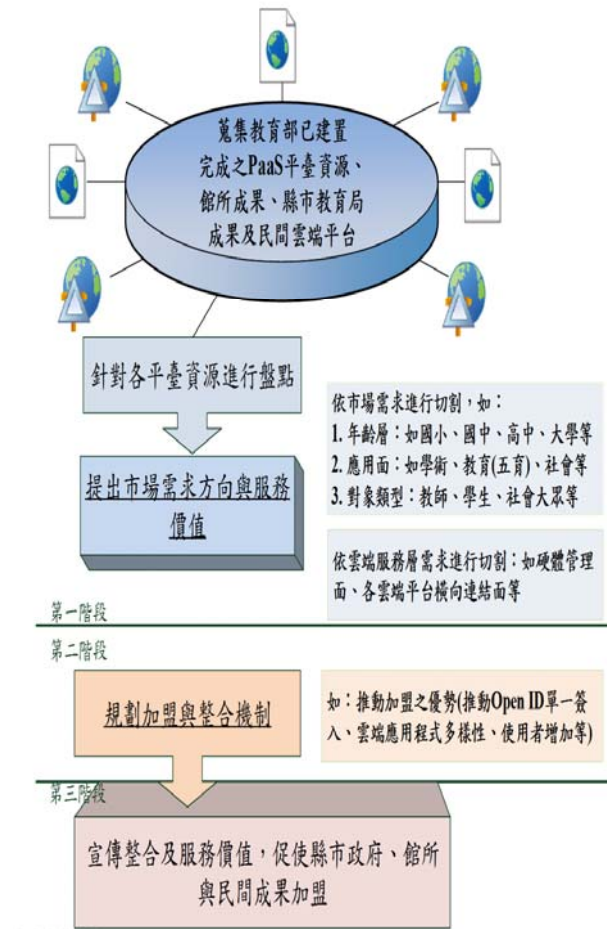 蒐集教育部已建置
完成之PaaS平臺資源、
館所成果、縣市教育局
成果及民間雲端平台
針對各平臺資源進行盤點
提出市場需求方向與服務
價值
依市場需求進行切割，如：
1. 年齡層：如國小、國中、高中、大學等
2. 應用面：如學術、教育(五育)、社會等
3. 對象類型：教師、學生、社會大眾等
依雲端服務層需求進行切割：如硬體管理
面、各雲端平台橫向連結面等
第一階段
第二階段
規劃加盟與整合機制
如：推動加盟之優勢(推動Open ID單一簽
入、雲端應用程式多樣性、使用者增加等)
第三階段
宣傳整合及服務價值，促使縣市政府、館所
與民間成果加盟